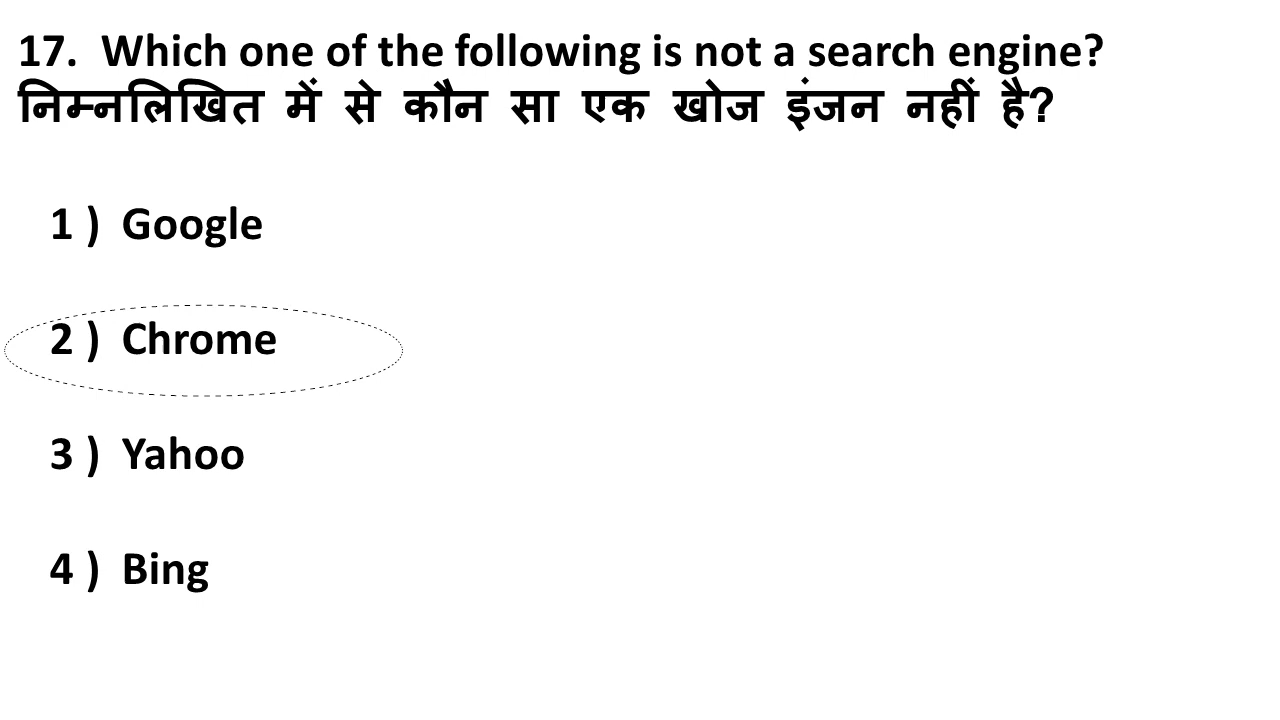 17. Which one of the following is not a search engine?
निम्नलिखित में से कौन सा एक खोज इंजन नहीं है?
1 ) Google
2 ) Chrome
3 ) Yahoo
4 ) Bing